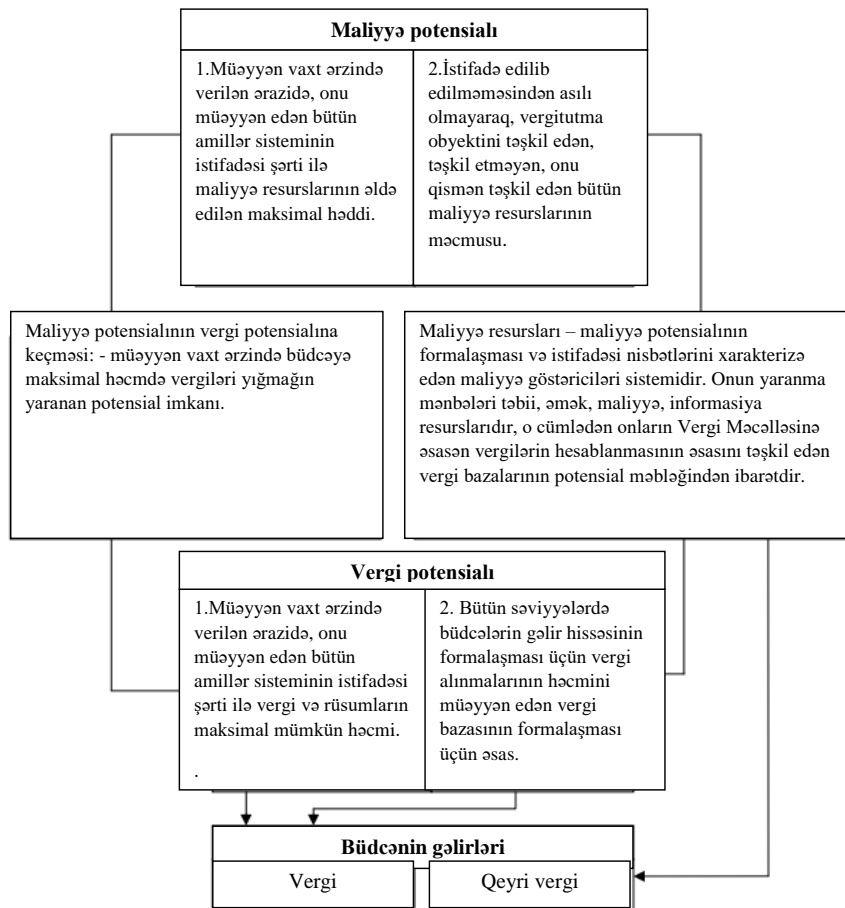 Maliyyə potensialı
1.Müəyyən vaxt ərzində
verilən ərazidə, onu
müəyyən edən bütün
amillər sisteminin
istifadəsi şərti ilə
maliyyə resurslarının əldə
edilən maksimal həddi.
2.İstifadə edilib
edilməməsindən asılı
olmayaraq, vergitutma
obyektini təşkil edən,
təşkil etməyən, onu
qismən təşkil edən bütün
maliyyə resurslarının
məcmusu.
Maliyyə potensialının vergi potensialına
keçməsi: - müəyyən vaxt ərzində büdcəyə
maksimal həcmdə vergiləri yığmağın
yaranan potensial imkanı.
Maliyyə resursları – maliyyə potensialının
formalaşması və istifadəsi nisbətlərini xarakterizə
edən maliyyə göstəriciləri sistemidir. Onun yaranma
mənbələri təbii, əmək, maliyyə, informasiya
resurslarıdır, o cümlədən onların Vergi Məcəlləsinə
əsasən vergilərin hesablanmasının əsasını təşkil edən
vergi bazalarının potensial məbləğindən ibarətdir.
Vergi potensialı
1.Müəyyən vaxt ərzində
verilən ərazidə, onu
müəyyən edən bütün
amillər sisteminin istifadəsi
şərti ilə vergi və rüsumların
maksimal mümkün həcmi.
.
2. Bütün səviyyələrdə
büdcələrin gəlir hissəsinin
formalaşması üçün vergi
alınmalarının həcmini
müəyyən edən vergi
bazasının formalaşması
üçün əsas.
Büdcənin gəlirləri
Vergi
Qeyri vergi